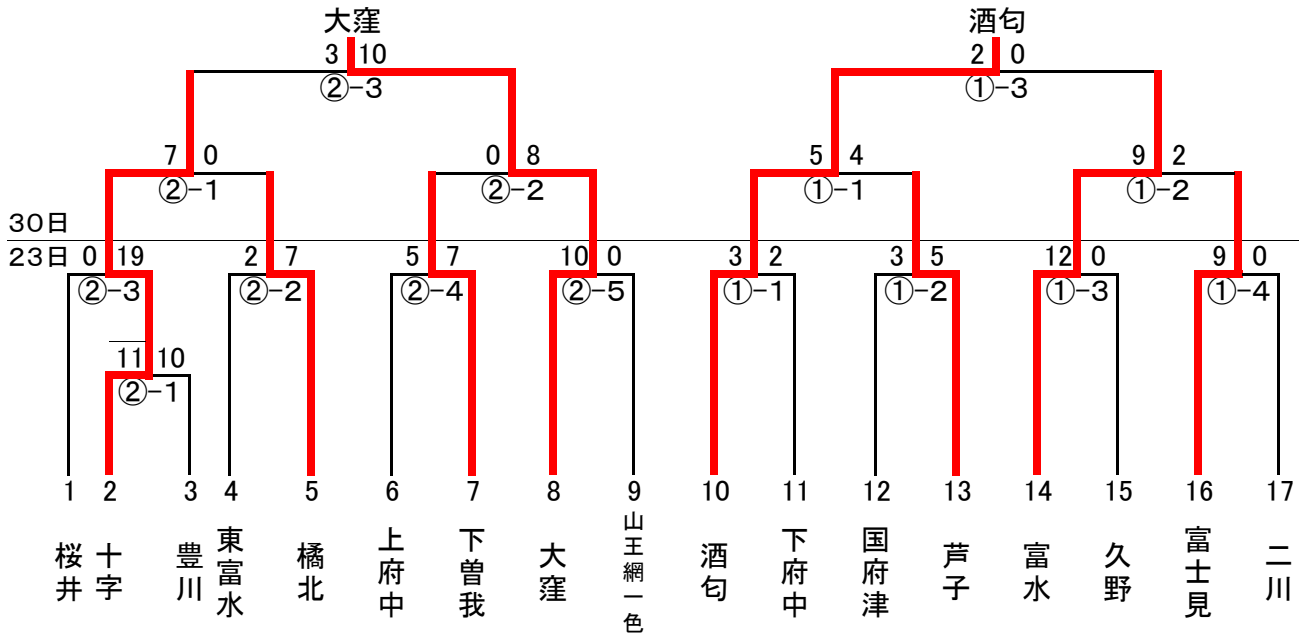 大窪 酒匂
3 10 2 0
②-3 ①-3
7 0 0 8 5 4 9 2
②-1 ②-2 ①-1 ①-2
30日
23日 0 19 2 7 5 7 10 0 3 2 3 5 12 0 9 0
②-3 ②-2 ②-4 ②-5 ①-1 ①-2 ①-3 ①-4
11 10
②-1
1 2 3 4 5 6 7 8 9 10 11 12 13 14 15 16 17
桜井
十字
豊川
東富水
橘北
上府中
下曽我
大窪
山王網一色
酒匂
下府中
国府津
芦子
富水
久野
富士見
二川